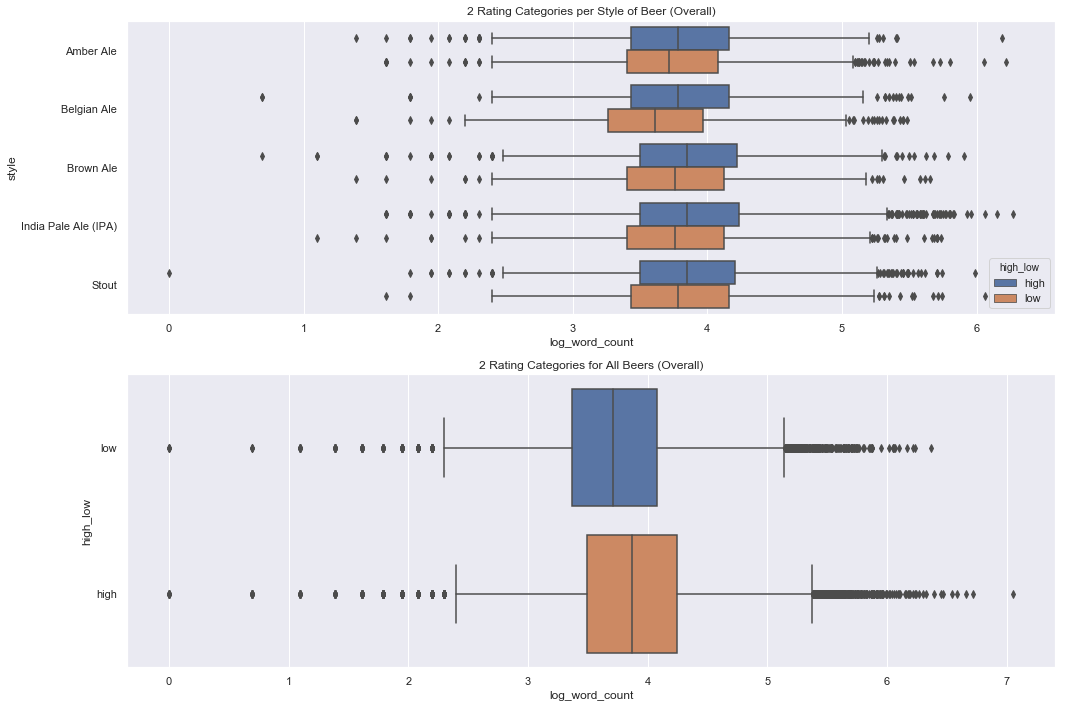 2 Rating Categories per Style of Beer (Overall)
Amber Ale
Belgian Ale
Brown Ale
India Pale Ale (IPA)
Stout
style
high_low
high
low
0 1 2 3 4 5 6
log_word_count
2 Rating Categories for All Beers (Overall)
low
high
high_low
0 1 2 3 4 5 6 7
log_word_count